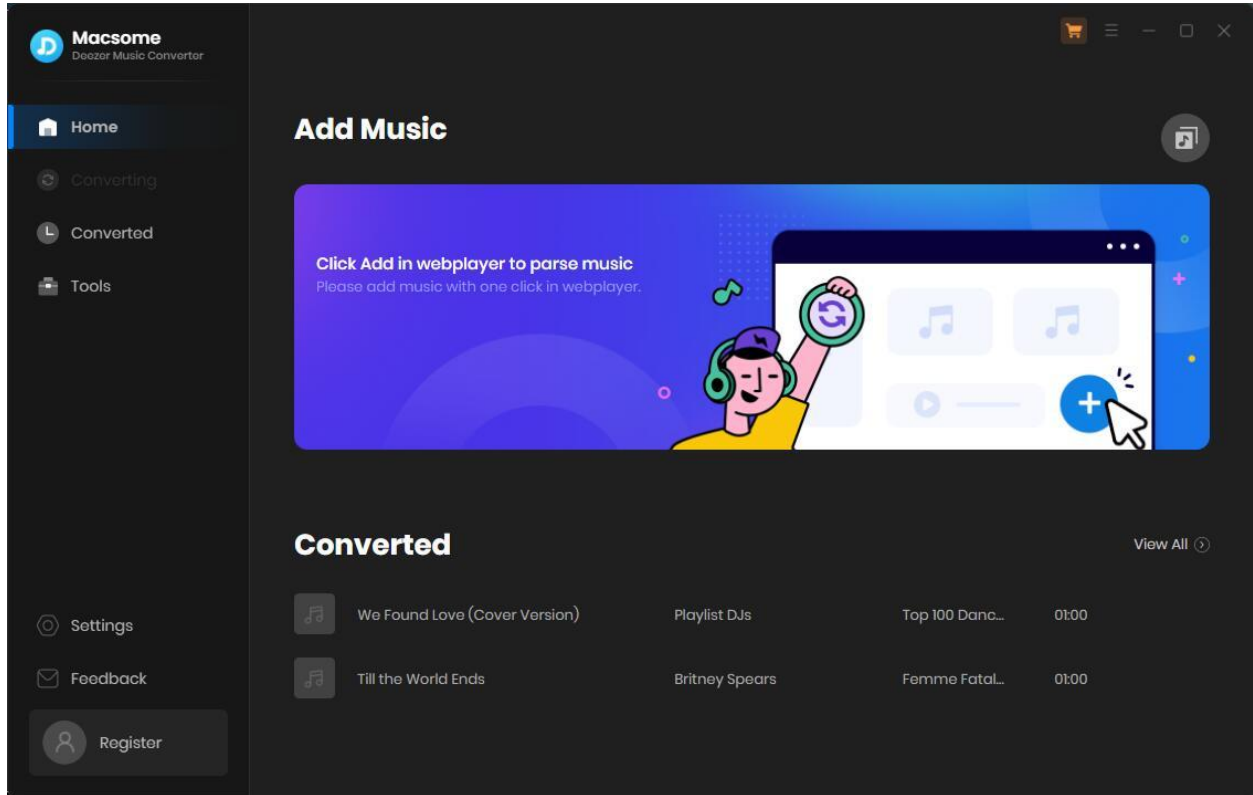 Macsome
Deezer Music Converter
Home
Converting
Converted
Tools
Settings
Feedback
Register
Add Music
Click Add in webplayer to parse music
Please add music with one click in webplayer.
Converted
View All
We Found Love (Cover Version) Playlist DJs Top 100 Danc... 01:00
Till the World Ends Britney Spears Femme Fatal... 01:00